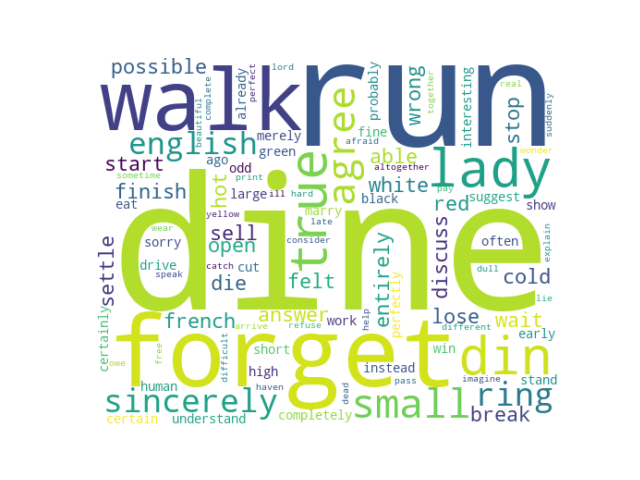 possible
walk
run
lord
perfect
complete
beautiful
already
probably
wrong
interesting
together
real
stop
suddenly
english
merely
fine
afraid
agree
wonder
start
ago
odd
green
able
altogether
lady
finish
sometime
print
hot
large
ill
hard
true
marry
black
white
pay
red
suggest
show
eat
yellow
dine
wear
late
settle
sorry
open
sell
consider
discuss
often
explain
drive
speak
cut
catch
felt
entirely
cold
dull
lie
die
perfectly
certainly
french
answer
work
help
lose
wait
arrive
refuse
different
early
owe
free
forget
short
win
din
difficult
human
high
instead
stand
haven
dead
pass
imagine
sincerely
small
ring
certain
understand
completely
break